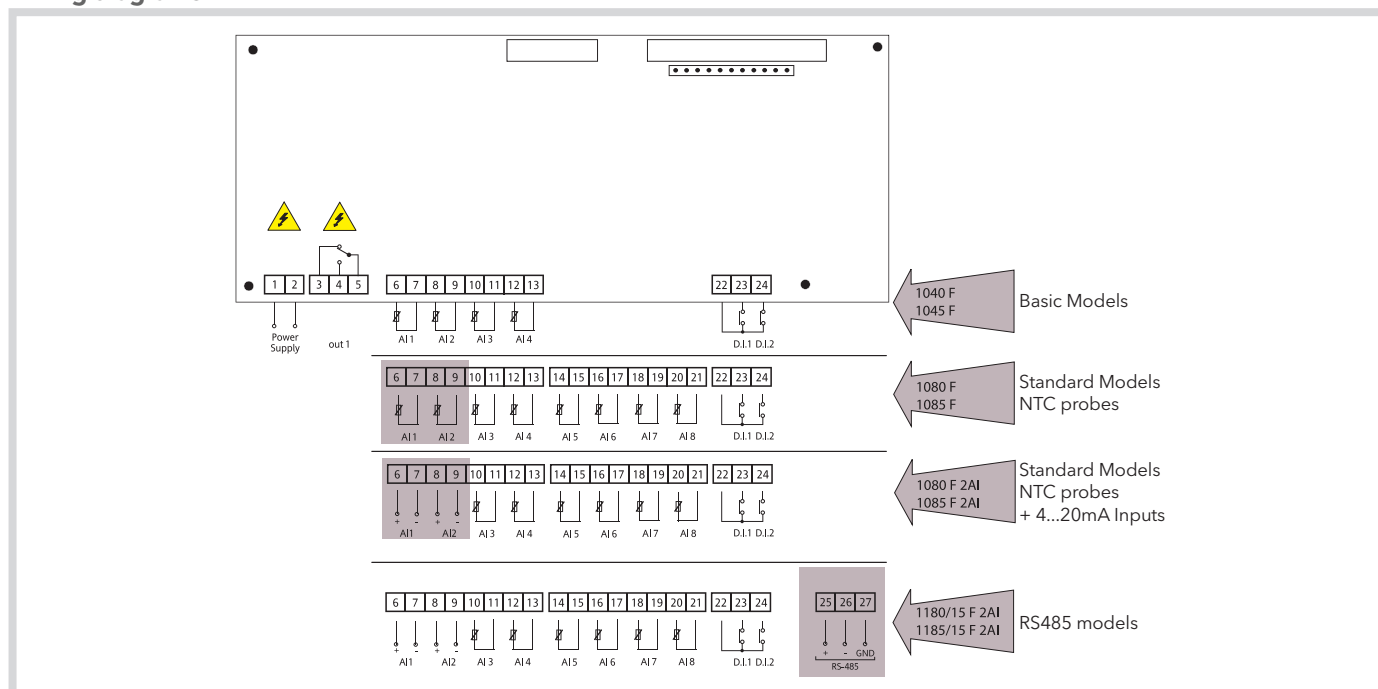 1 2 3 4 5 6 7 8 9 10 11 12 13 22 23 24
Power
Supply
out 1
AI 1 AI 2 AI 3 AI 4
D.I.1 D.I.2
1040 F
1045 F
Basic Models
6 7 8 9 10 11 12 13 14 15 16 17 18 19 20 21 22 23 24
AI 1 AI 2 AI 3 AI 4 AI 5 AI 6 AI 7 AI 8 D.I.1 D.I.2
1080 F
1085 F
Standard Models
NTC probes
6 7 8 9 10 11 12 13 14 15 16 17 18 19 20 21 22 23 24
+ - + -
AI1 AI2 AI 3 AI 4 AI 5 AI 6 AI 7 AI 8 D.I.1 D.I.2
1080 F 2AI
1085 F 2AI
Standard Models
NTC probes
+ 4...20mA Inputs
6 7 8 9 10 11 12 13 14 15 16 17 18 19 20 21 22 23 24 25 26 27
+ - + -
AI1 AI2 AI 3 AI 4 AI 5 AI 6 AI 7 AI 8 D.I.1 D.I.2
+ - GND
RS-485
1180/15 F 2AI
1185/15 F 2AI
RS485 models